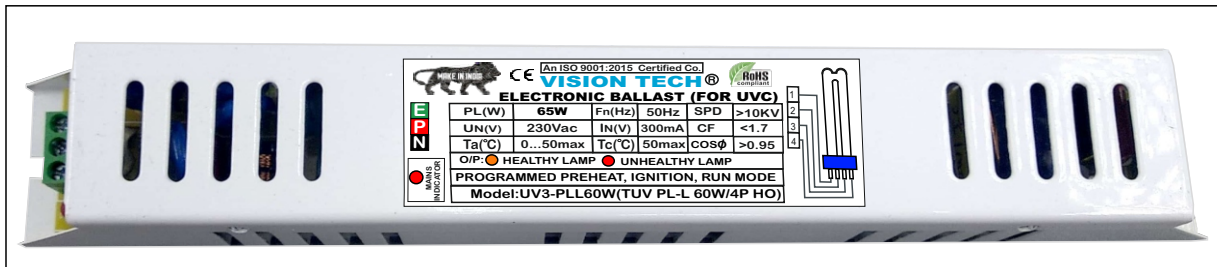 MAKE IN INDIA
CE
An ISO 9001:2015 Certified Co.
VISION TECH®
RoHS
compliant
ELECTRONIC BALLAST (FOR UVC)
E
P
N
PL(W) 65W Fn(Hz) 50Hz SPD >10KV
UN(V) 230Vac IN(V) 300mA CF <1.7
Ta(℃) 0...50max Tc(℃) 50max COSϕ >0.95
O/P: HEALTHY LAMP UNHEALTHY LAMP
MAINS
INDICATOR
PROGRAMMED PREHEAT, IGNITION, RUN MODE
Model:UV3-PLL60W(TUV PL-L 60W/4P HO)
1
2
3
4